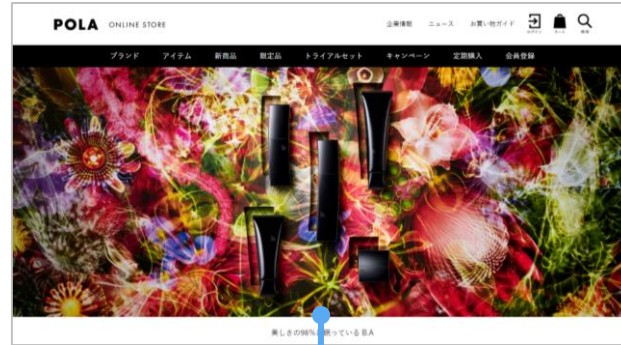 POLA ONLINE STORE
企業情報 ニュース お買い物ガイド
ブランド アイテム 新商品 限定品 トライアルセット キャンペーン 定期購入 会員登録
美しさの98%は眠っている B.A